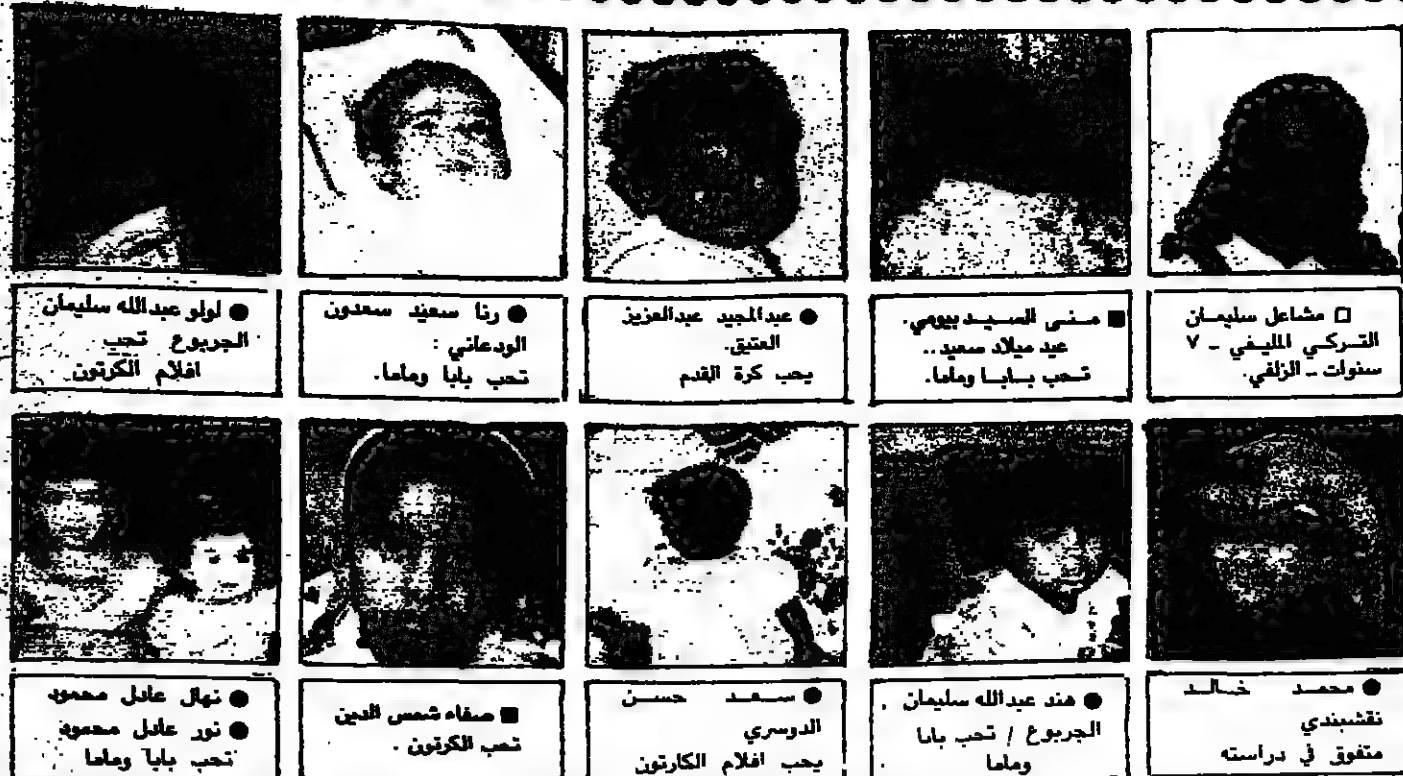 □ مشاعل سليمان
التركي المليفي - ٧
سنوات - الزلفي.
■ منى السيد بيومي.
عيد ميلاد سعيد..
تحب بابا وماما.
● عبدالمجيد عبدالعزيز
العتيق.
يحب كرة القدم
● رنا سعيد سعدون
الودعاني :
تحب بابا وماما.
● لولو عبدالله سليمان
الجربوع تحب
افلام الكرتون
● محمد خالد
نقشبندي
متفوق في دراسته
● هند عبدالله سليمان
الجربوع / تحب بابا
وماما
● سعد حسن
الدوسري
يحب افلام الكارتون
■ صفاء شمس الدين
تحب الكرتون .
● نهال عادل محمود
● نور عادل محمود
تحب بابا وماما